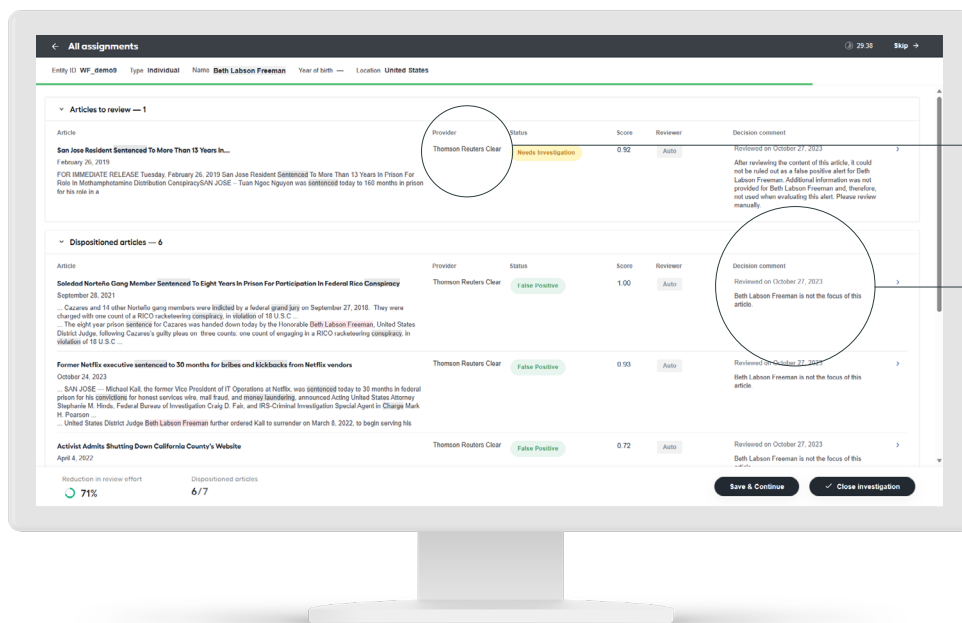 ← All assignments
29:38
Skip →
Entity ID WF_demo9 Type Individual Name Beth Labson Freeman Year of birth — Location United States
Articles to review — 1
Article Provider Status Score Reviewer Decision comment
San Jose Resident Sentenced To More Than 13 Years In...
February 26, 2019
FOR IMMEDIATE RELEASE Tuesday, February 26, 2019 San Jose Resident Sentenced To More Than 13 Years In Prison For
Role In Methamphotamine Distribution ConspiracySAN JOSE – Tuan Ngoc Nguyen was sontoncod today to 160 months in prison
for his role in a
Thomson Reuters Clear
Needs Investigation
0.92
Auto
Reviewed on October 27, 2023
After reviewing the content of this article, it could
not be ruled out as a false positive alert for Beth
Labson Freeman. Additional information was not
provided for Beth Labson Freeman and, therefore,
not used when evaluating this alert. Please review
manually.
Dispositioned articles — 6
Article Provider Status Score Reviewer Decision comment
Soledad Norteño Gang Member Sentenced To Eight Years In Prison For Participation In Federal Rico Conspiracy
September 28, 2021
... Cazares and 14 other Norteño gang members were indicted by a federal grand jury on September 27, 2018. They were
charged with one count of a RICO racketeering conspiracy, in violation of 18 U.S.C ...
... The eight year prison sentence for Cazares was handed down today by the Honorable Beth Labson Freeman, United States
District Judge, following Cazares's guilty pleas on three counts: one count of engaging in a RICO racketeering conspiracy, in
violation of 18 U.S.C ...
Thomson Reuters Clear
False Positive
1.00
Auto
Reviewed on October 27, 2023
Beth Labson Freeman is not the focus of this
article.
Former Netflix executive sentenced to 30 months for bribes and kickbacks from Netflix vendors
October 24, 2023
... SAN JOSE — Michael Kall, the former Vice President of IT Operations at Netflix, was sentenced today to 30 months in federal
prison for his convictions for honest services wire, mail fraud, and money laundering, announced Acting United States Attorney
Stephanie M. Hinds, Federal Bureau of Investigation Craig D. Fair, and IRS-Criminal Investigation Special Agent in Charge Mark
H. Pearson ...
... United States District Judge Beth Labson Freeman further ordered Kall to surrender on March 8, 2022, to begin serving his
Thomson Reuters Clear
False Positive
0.93
Auto
Reviewed on October 27, 2023
Beth Labson Freeman is not the focus of this
article.
Activist Admits Shutting Down California County's Website
April 4, 2022
Thomson Reuters Clear
False Positive
0.72
Auto
Reviewed on October 27, 2023
Beth Labson Freeman is not the focus of this
Reduction in review effort
71%
Dispositioned articles
6/7
Save & Continue
✓ Close investigation